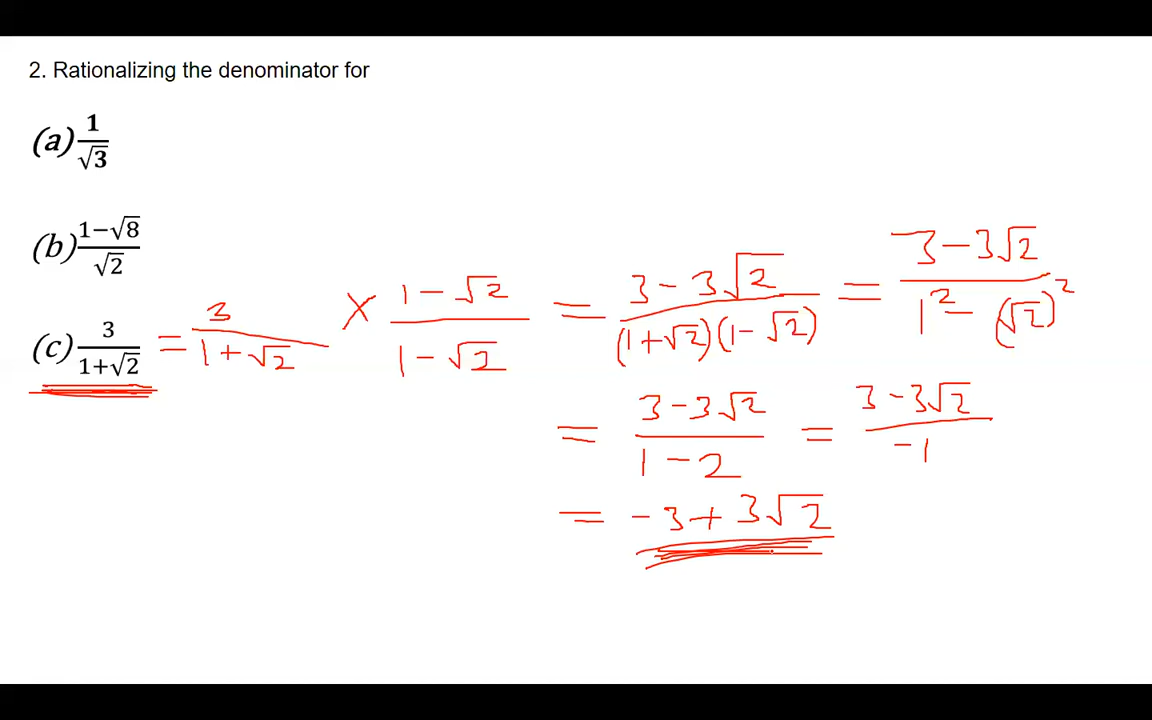 2. Rationalizing the denominator for
(a) 1/√3
(b) (1−√8)/√2
(c) 3/(1+√2) = 3/(1+√2) × (1−√2)/(1−√2) = (3−3√2)/((1+√2)(1−√2)) = (3−3√2)/(1²−(√2)²)
= (3−3√2)/(1−2) = (3−3√2)/(−1)
= −3+3√2